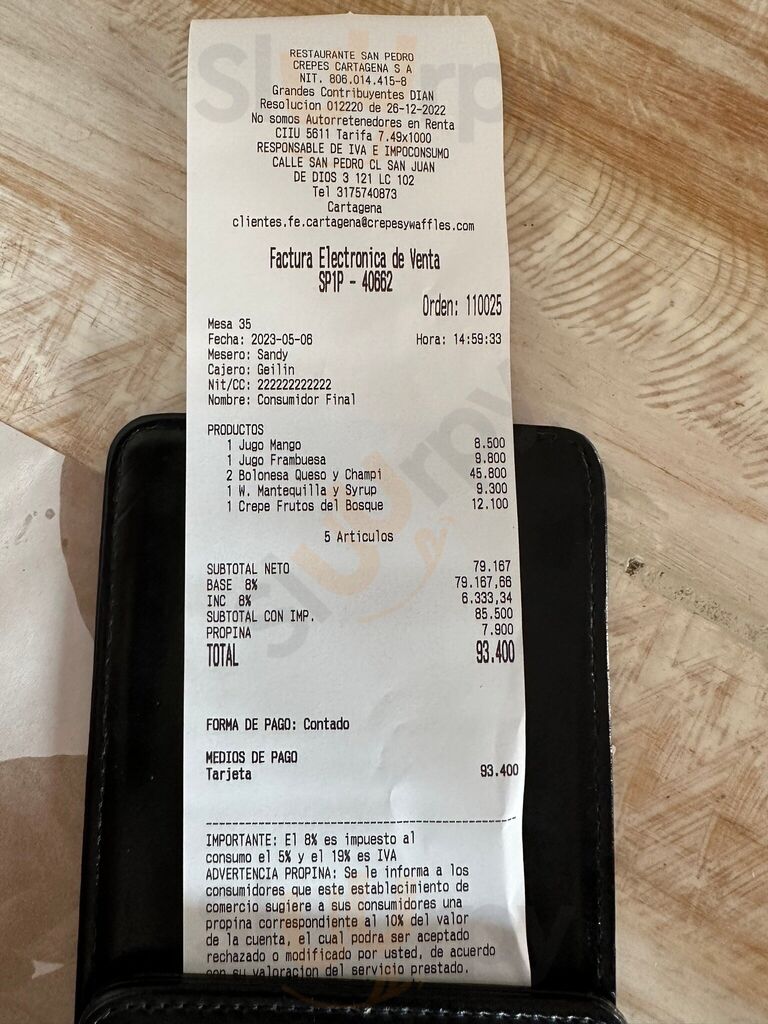 RESTAURANTE SAN PEDRO
CREPES CARTAGENA S A
NIT. 806.014.415-8
Grandes Contribuyentes DIAN
Resolucion 012220 de 26-12-2022
No somos Autorretenedores en Renta
CIIU 5611 Tarifa 7.49x1000
RESPONSABLE DE IVA E IMPOCONSUMO
CALLE SAN PEDRO CL SAN JUAN
DE DIOS 3 121 LC 102
Tel 3175740873
Cartagena
clientes.fe.cartagena@crepesywaffles.com
Factura Electronica de Venta
SP1P - 40662
Orden: 110025
Mesa 35
Fecha: 2023-05-06 Hora: 14:59:33
Mesero: Sandy
Cajero: Geilin
Nit/CC: 222222222222
Nombre: Consumidor Final
PRODUCTOS
1 Jugo Mango 8.500
1 Jugo Frambuesa 9.800
2 Bolonesa Queso y Champi 45.800
1 W. Mantequilla y Syrup 9.300
1 Crepe Frutos del Bosque 12.100
5 Articulos
SUBTOTAL NETO 79.167
BASE 8% 79.167,66
INC 8% 6.333,34
SUBTOTAL CON IMP. 85.500
PROPINA 7.900
TOTAL 93.400
FORMA DE PAGO: Contado
MEDIOS DE PAGO
Tarjeta 93.400
IMPORTANTE: El 8% es impuesto al
consumo el 5% y el 19% es IVA
ADVERTENCIA PROPINA: Se le informa a los
consumidores que este establecimiento de
comercio sugiere a sus consumidores una
propina correspondiente al 10% del valor
de la cuenta, el cual podra ser aceptado
rechazado o modificado por usted, de acuerdo
con su valoracion del servicio prestado.
Slurpy
Slurpy
Slurpy